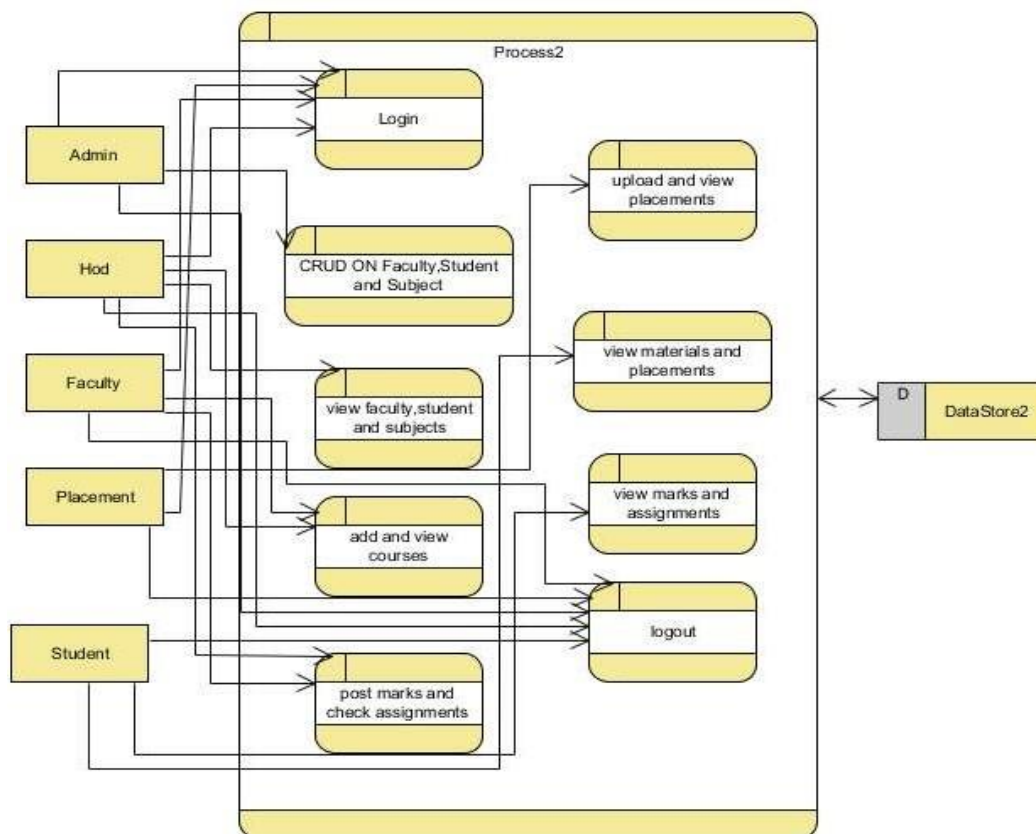 Process2
Login
Admin
upload and view
placements
Hod
CRUD ON Faculty,Student
and Subject
view materials and
placements
Faculty
view faculty,student
and subjects
D
DataStore2
Placement
view marks and
assignments
add and view
courses
Student
logout
post marks and
check assignments